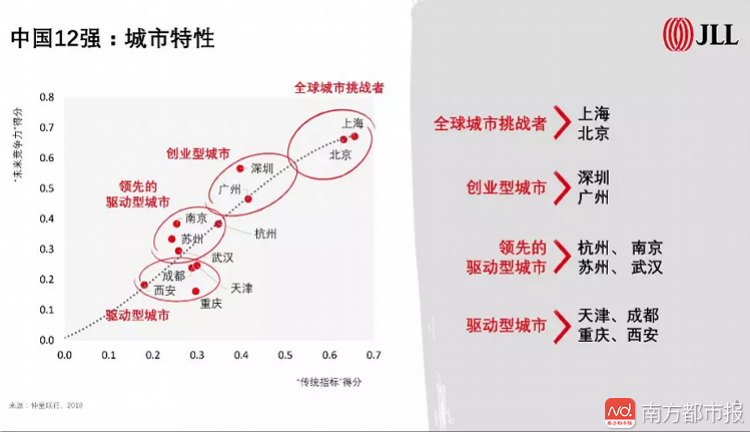 中国12强：城市特性
JLL
全球城市挑战者
0.8
0.7
0.6
0.5
0.4
0.3
0.2
0.1
0.0
"未来竞争力"得分
上海
北京
创业型城市
深圳
广州
领先的
驱动型城市
南京
苏州
杭州
武汉
成都
西安
天津
重庆
驱动型城市
0.0
0.1
0.2
0.3
0.4
0.5
0.6
0.7
"传统指标"得分
来源：仲量联行，2018
全球城市挑战者
上海
北京
创业型城市
深圳
广州
领先的
驱动型城市
杭州、 南京
苏州、 武汉
驱动型城市
天津、成都
重庆、西安
南方都市报